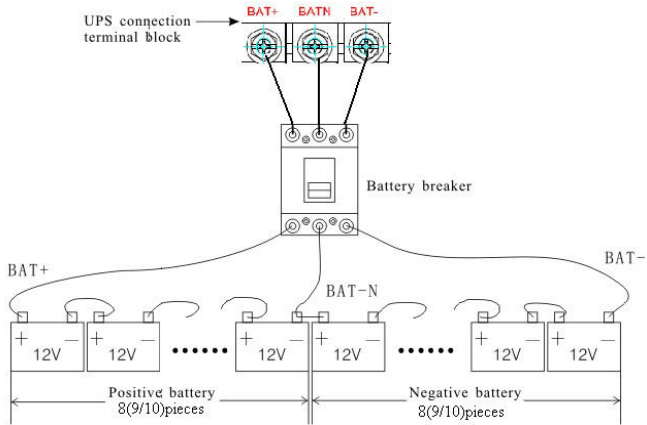 BAT+ BATN BAT-
UPS connection
terminal block
Battery breaker
BAT+
BAT-
BAT-N
+ - + - + - + - + - + -
12V 12V 12V 12V 12V 12V
Positive battery
8(9/10)pieces
Negative battery
8(9/10)pieces